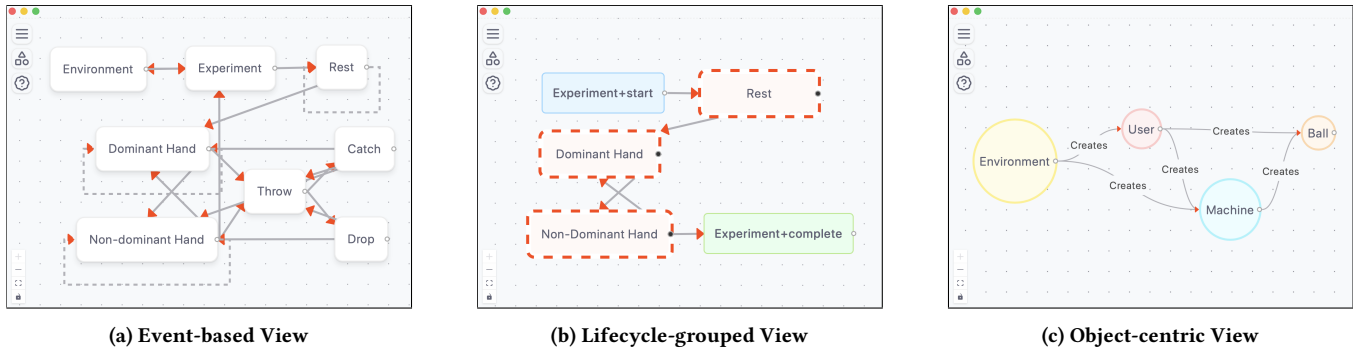 Environment
Experiment
Rest
Dominant Hand
Catch
Throw
Non-dominant Hand
Drop
(a) Event-based View
Experiment+start
Rest
Dominant Hand
Non-Dominant Hand
Experiment+complete
(b) Lifecycle-grouped View
User
Creates
Ball
Environment
Creates
Creates
Creates
Creates
Machine
(c) Object-centric View